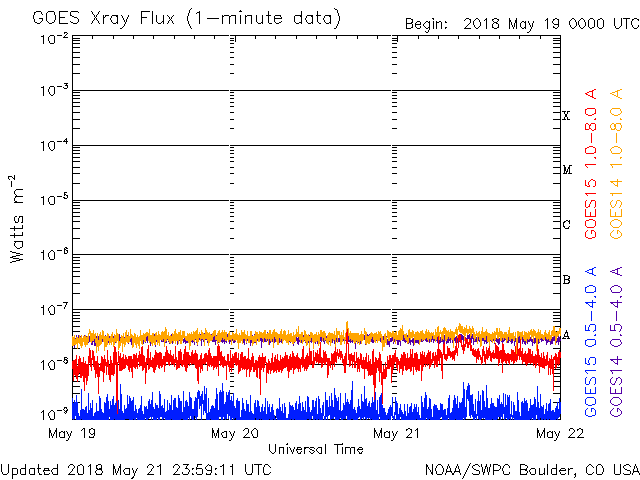 GOES Xray Flux (1-minute data)
Begin: 2018 May 19 0000 UTC
10⁻²
10⁻³
10⁻⁴
10⁻⁵
10⁻⁶
10⁻⁷
10⁻⁸
10⁻⁹
Watts m⁻²
X
M
C
B
A
GOES15 1.0-8.0 A
GOES14 1.0-8.0 A
GOES15 0.5-4.0 A
GOES14 0.5-4.0 A
May 19
May 20
May 21
May 22
Universal Time
Updated 2018 May 21 23:59:11 UTC
NOAA/SWPC Boulder, CO USA